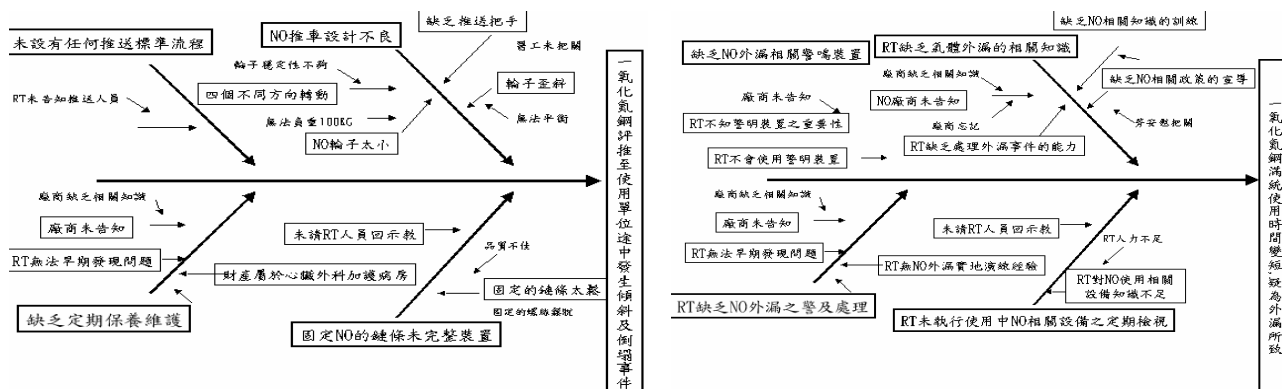 未設有任何推送標準流程
RT未告知推送人員
NO推車設計不良
缺乏推送把手
醫工未把關
輪子穩定性不夠
四個不同方向轉動
無法負重100KG
NO輪子太小
輪子歪斜
無法平衡
廠商缺乏相關知識
廠商未告知
RT無法早期發現問題
財產屬於心臟外科加護病房
缺乏定期保養維護
未請RT人員回示教
品質不佳
固定的鏈條太鬆
固定的螺絲鬆脫
固定NO的鏈條未完整裝置
一氧化氮鋼評推至使用單位途中發生傾斜及倒塌事件
缺乏NO外漏相關警鳴裝置
廠商未告知
RT不知警明裝置之重要性
RT不會使用警明裝置
RT缺乏氣體外漏的相關知識
缺乏NO相關知識的訓練
廠商缺乏相關知識
NO廠商未告知
廠商忘記
缺乏NO相關政策的宣導
勞安懇把關
RT缺乏處理外漏事件的能力
廠商缺乏相關知識
廠商未告知
RT無法早期發現問題
RT無NO外漏實地演練經驗
RT缺乏NO外漏之警及處理
未請RT人員回示教
RT人力不足
RT對NO使用相關
設備知識不足
RT未執行使用中NO相關設備之定期檢視
一氧化氮鋼滿統使用時間變短,疑為外漏所致